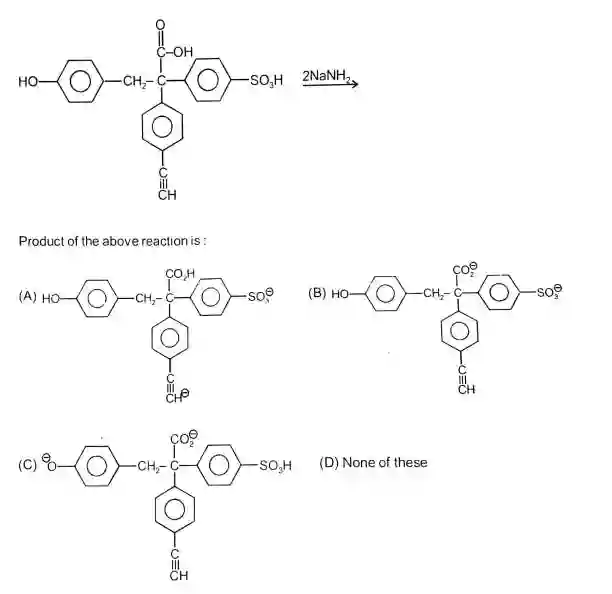 O
C-OH
HO- -CH₂-C- -SO₃H 2NaNH₂
C
CH
Product of the above reaction is :
CO₂H
(A) HO- -CH₂-C- -SO₃⊖
C
CH⊖
CO₂⊖
(B) HO- -CH₂-C- -SO₃⊖
C
CH
CO₂⊖
(C) ⊖O- -CH₂-C- -SO₃H
C
CH
(D) None of these